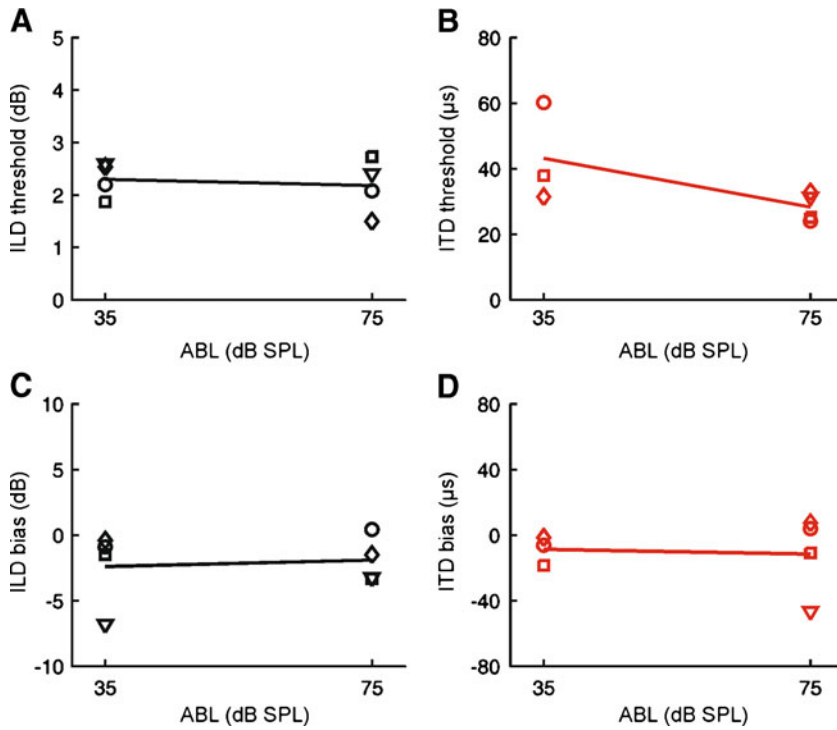 A
ILD threshold (dB)
5
4
3
2
1
0
35
75
ABL (dB SPL)
B
ITD threshold (µs)
80
60
40
20
0
35
75
ABL (dB SPL)
C
ILD bias (dB)
10
5
0
-5
-10
35
75
ABL (dB SPL)
D
ITD bias (µs)
80
40
0
-40
-80
35
75
ABL (dB SPL)